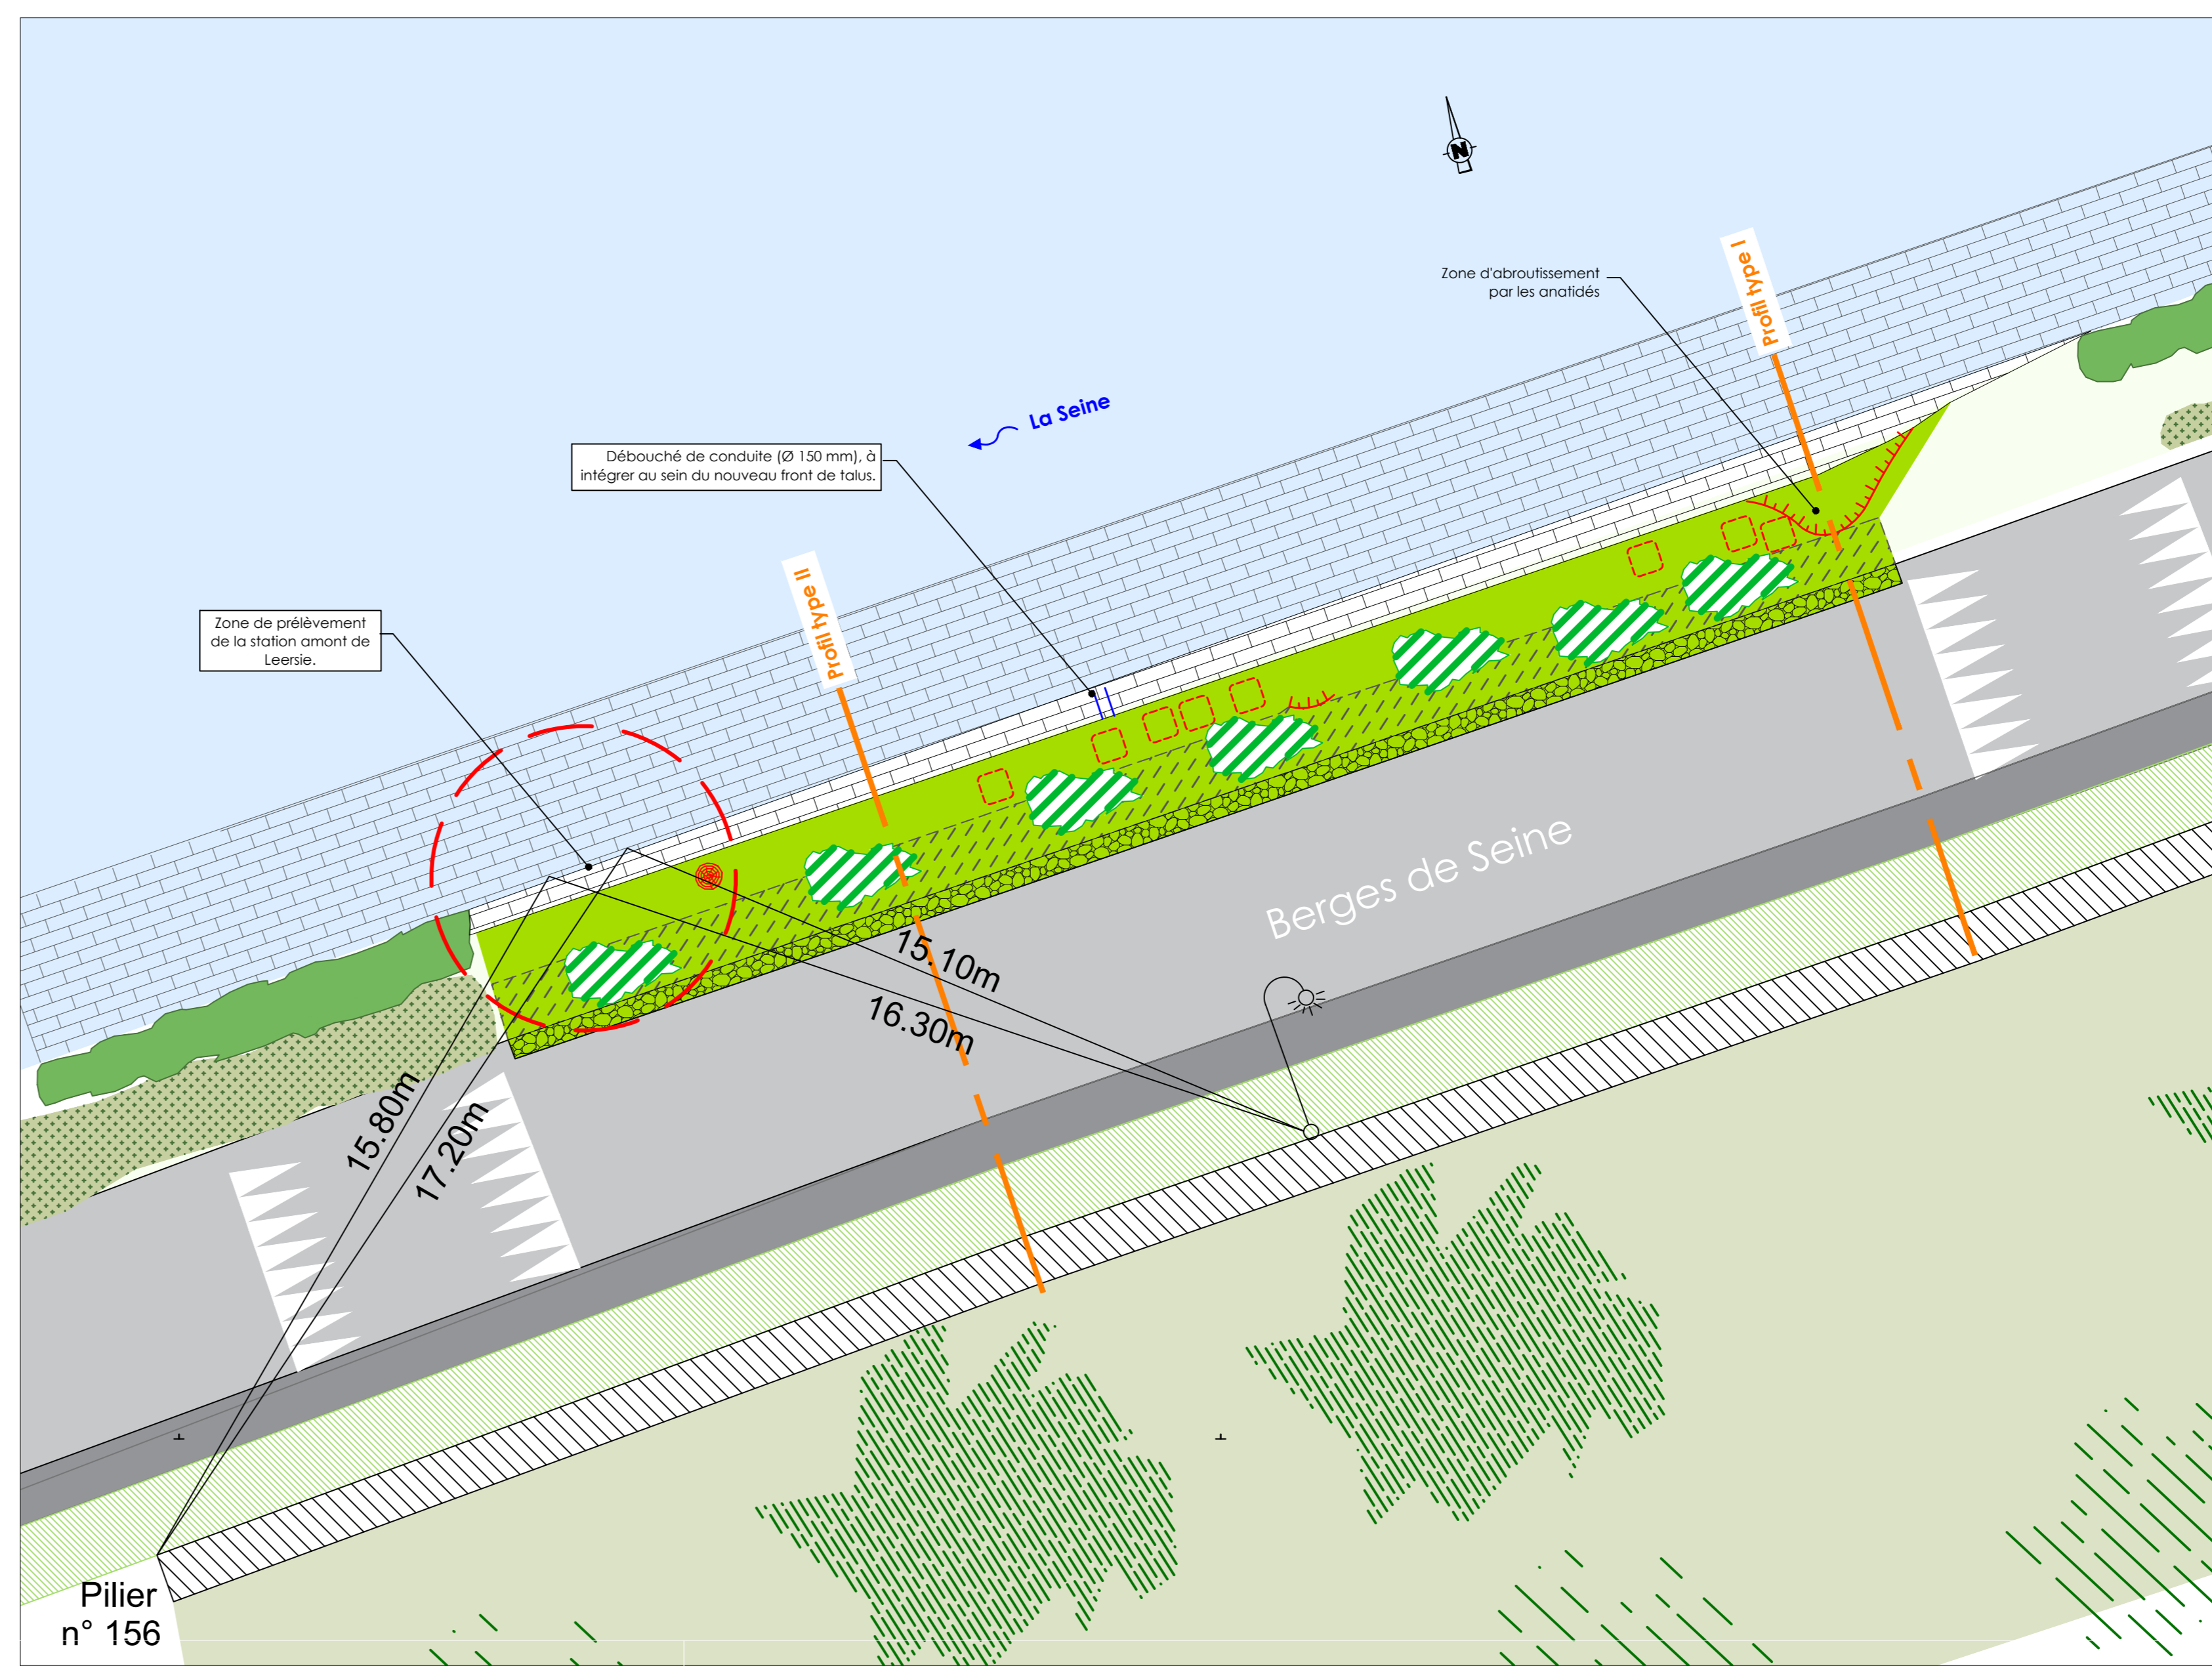 N
Profil type I
Zone d'abroutissement
par les anatidés
La Seine
Débouché de conduite (Ø 150 mm), à
intégrer au sein du nouveau front de talus.
Profil type II
Zone de prélèvement
de la station amont de
Leersie.
Berges de Seine
15.10m
16.30m
15.80m
17.20m
Pilier
n° 156